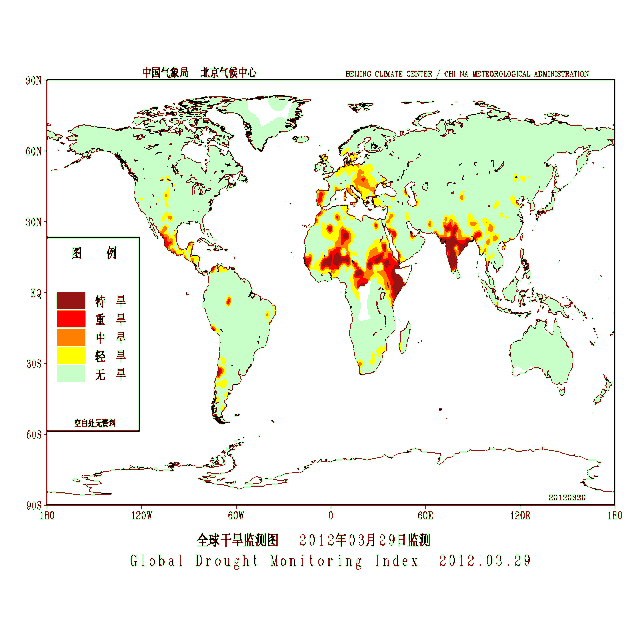 中国气象局 北京气候中心 BEIJING CLIMATE CENTER / CHINA METEOROLOGICAL ADMINISTRATION
90N
60N
30N
图 例
EQ
特 旱
重 旱
中 旱
轻 旱
30S
无 旱
空白处无资料
60S
90S
180 120W 60W 0 60E 120E 180
全球干旱监测图 2012年03月29日监测
Global Drought Monitoring Index 2012.03.29